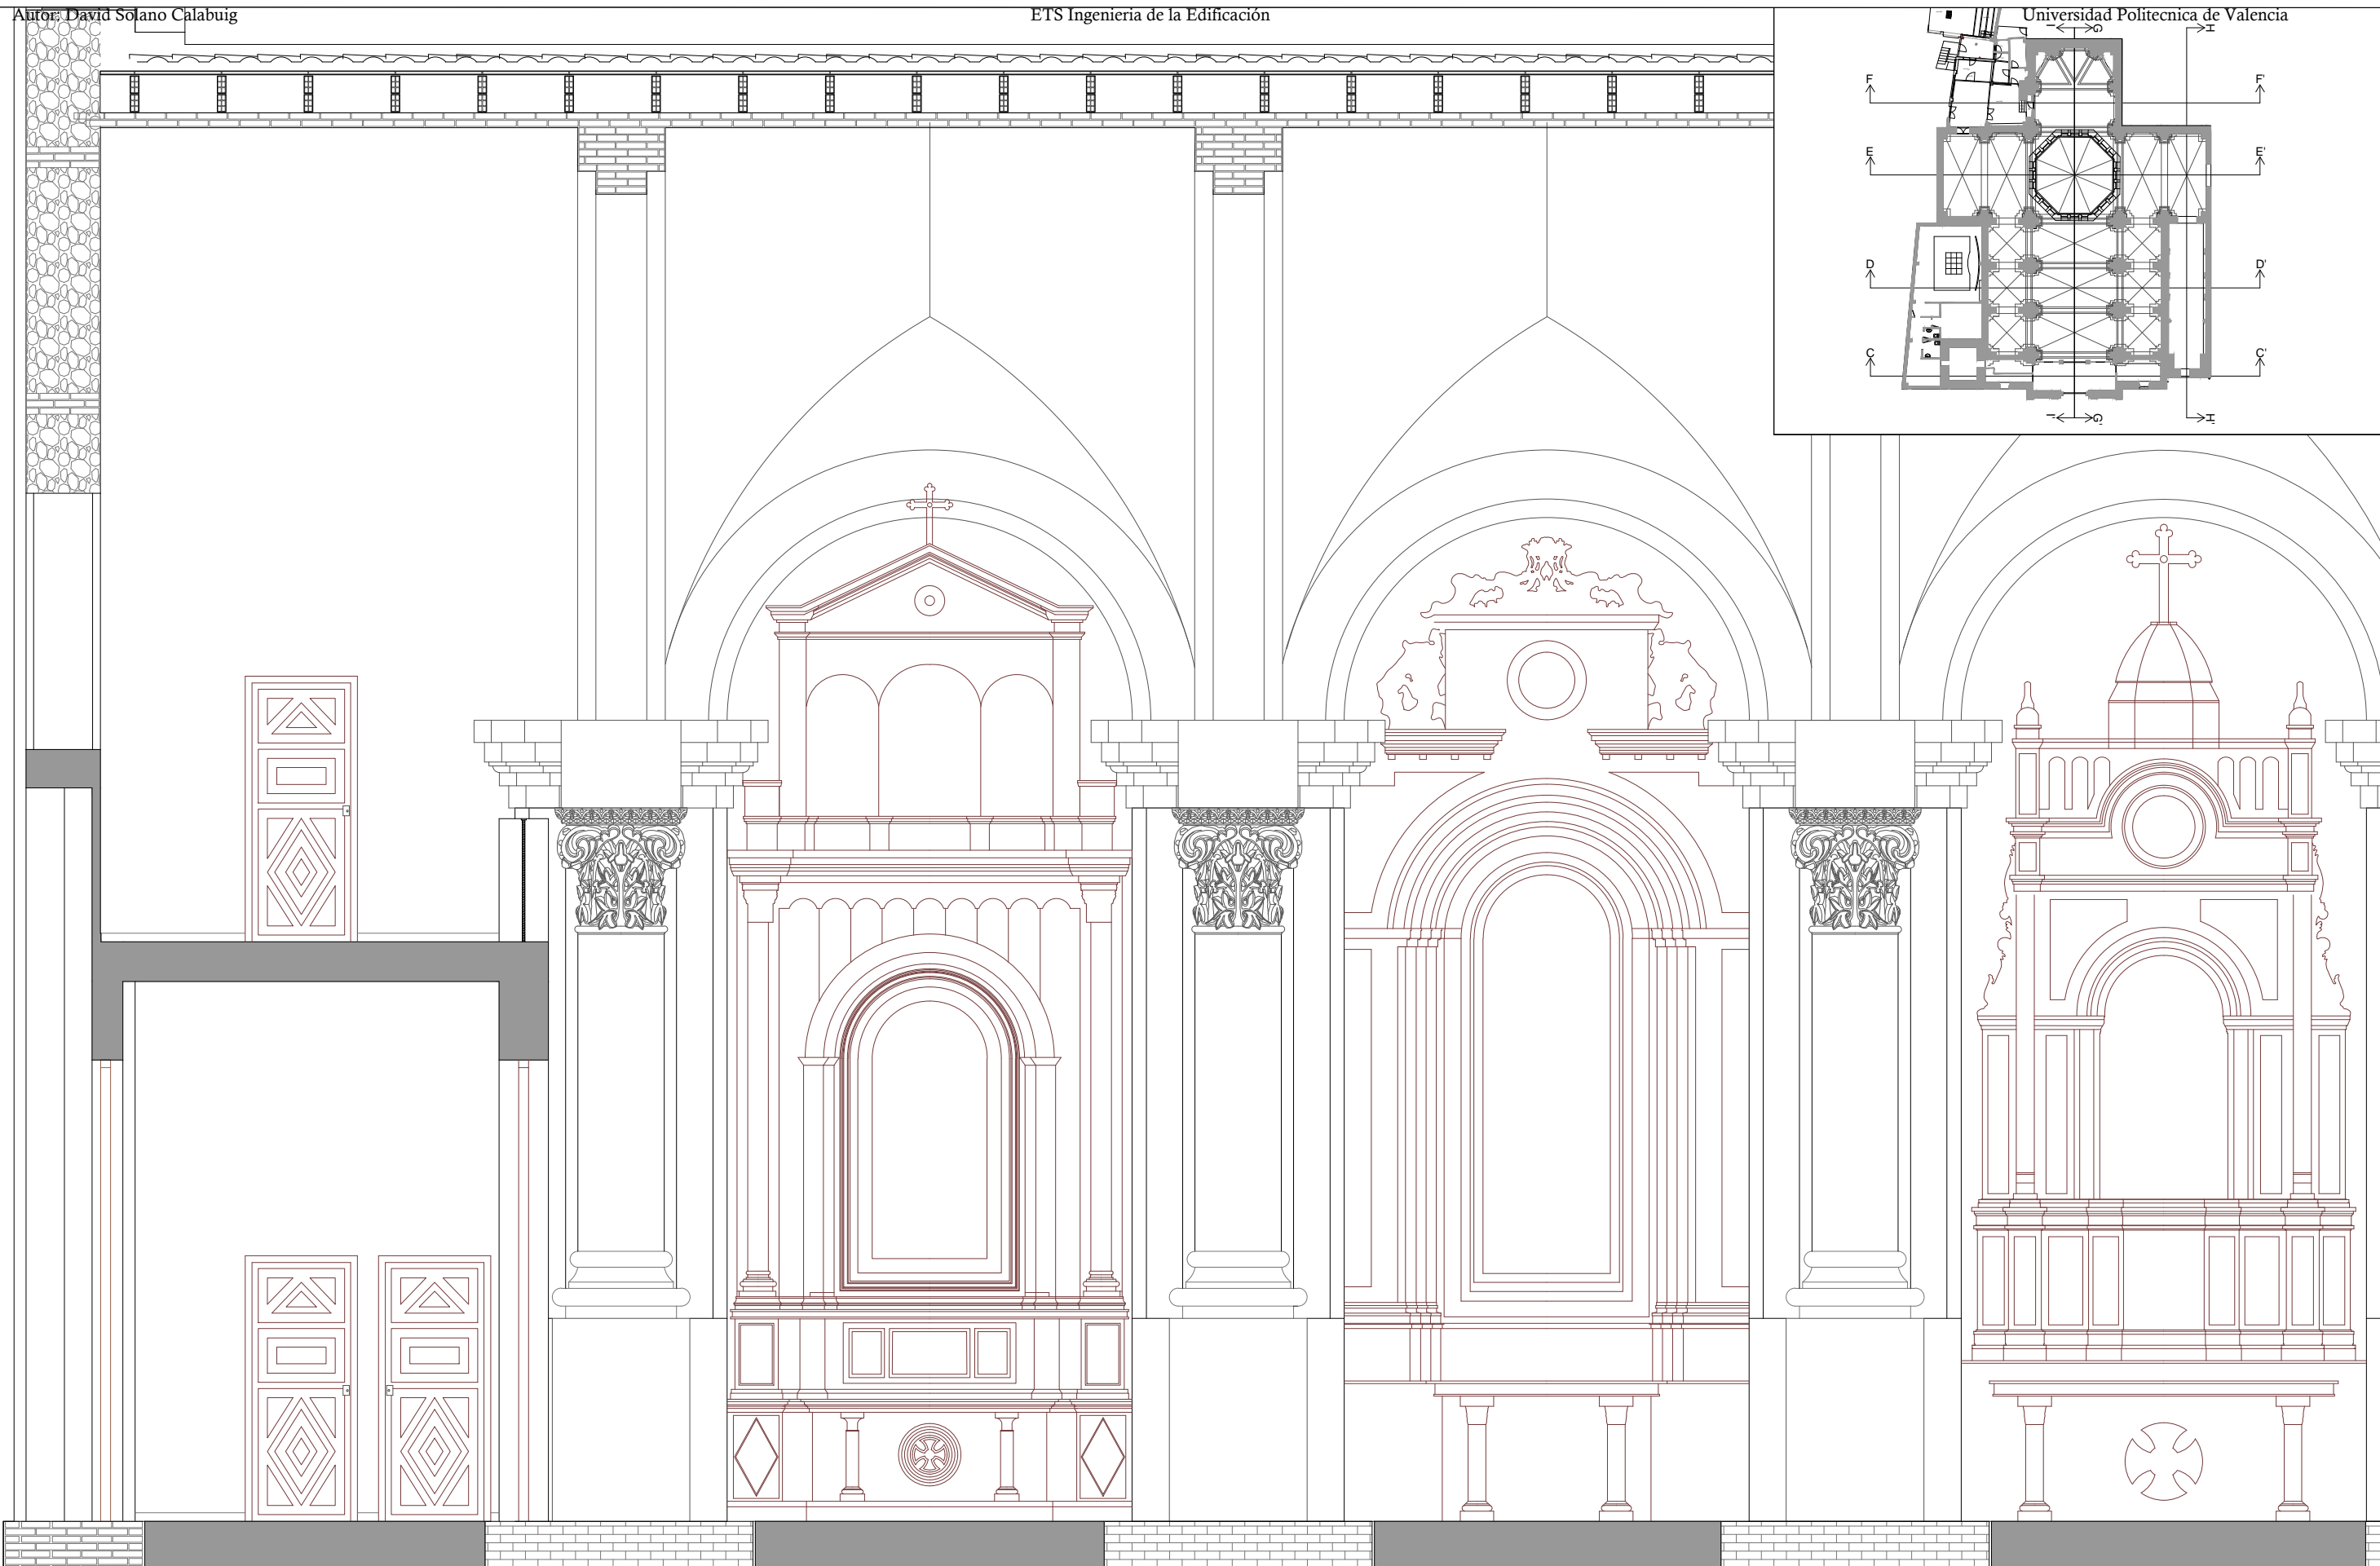 Autor: David Solano Calabuig
ETS Ingenieria de la Edificación
Universidad Politecnica de Valencia
I G H
F F'
E E'
D D'
C C'
I' G' H'